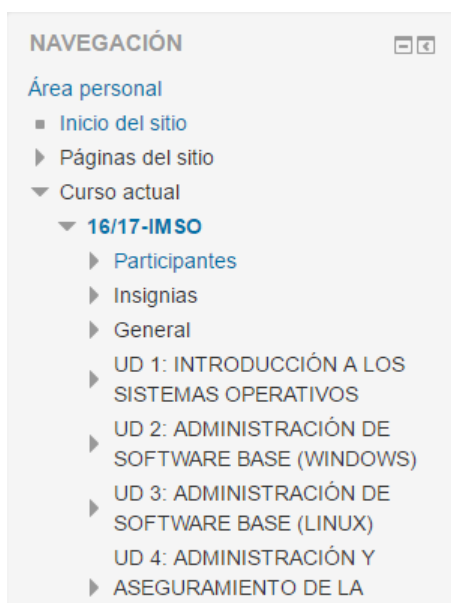 NAVEGACIÓN
Área personal
Inicio del sitio
Páginas del sitio
Curso actual
16/17-IMSO
Participantes
Insignias
General
UD 1: INTRODUCCIÓN A LOS
SISTEMAS OPERATIVOS
UD 2: ADMINISTRACIÓN DE
SOFTWARE BASE (WINDOWS)
UD 3: ADMINISTRACIÓN DE
SOFTWARE BASE (LINUX)
UD 4: ADMINISTRACIÓN Y
ASEGURAMIENTO DE LA